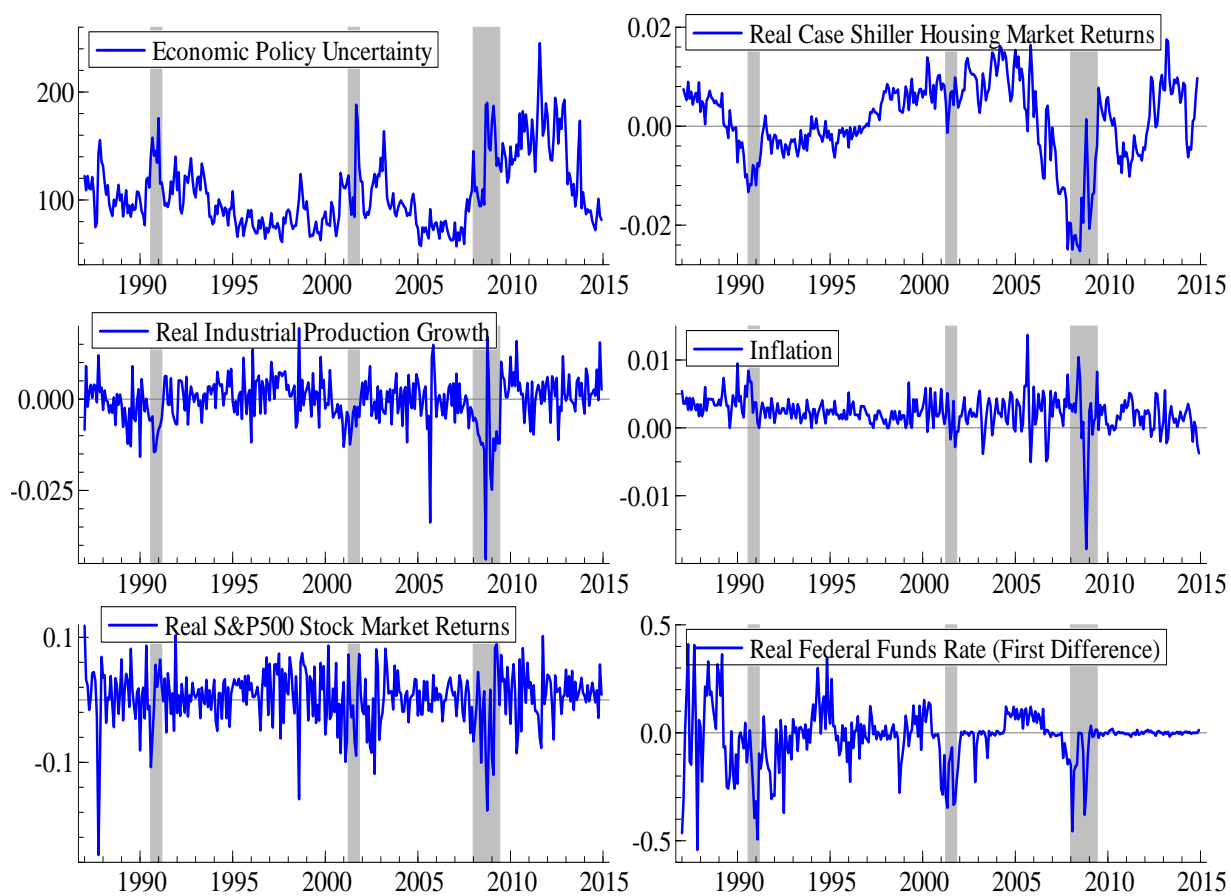 Economic Policy Uncertainty
200
100
1990 1995 2000 2005 2010 2015
Real Case Shiller Housing Market Returns
0.02
0.00
-0.02
1990 1995 2000 2005 2010 2015
Real Industrial Production Growth
0.000
-0.025
1990 1995 2000 2005 2010 2015
Inflation
0.01
0.00
-0.01
1990 1995 2000 2005 2010 2015
Real S&P500 Stock Market Returns
0.1
-0.1
1990 1995 2000 2005 2010 2015
0.5
Real Federal Funds Rate (First Difference)
0.0
-0.5
1990 1995 2000 2005 2010 2015